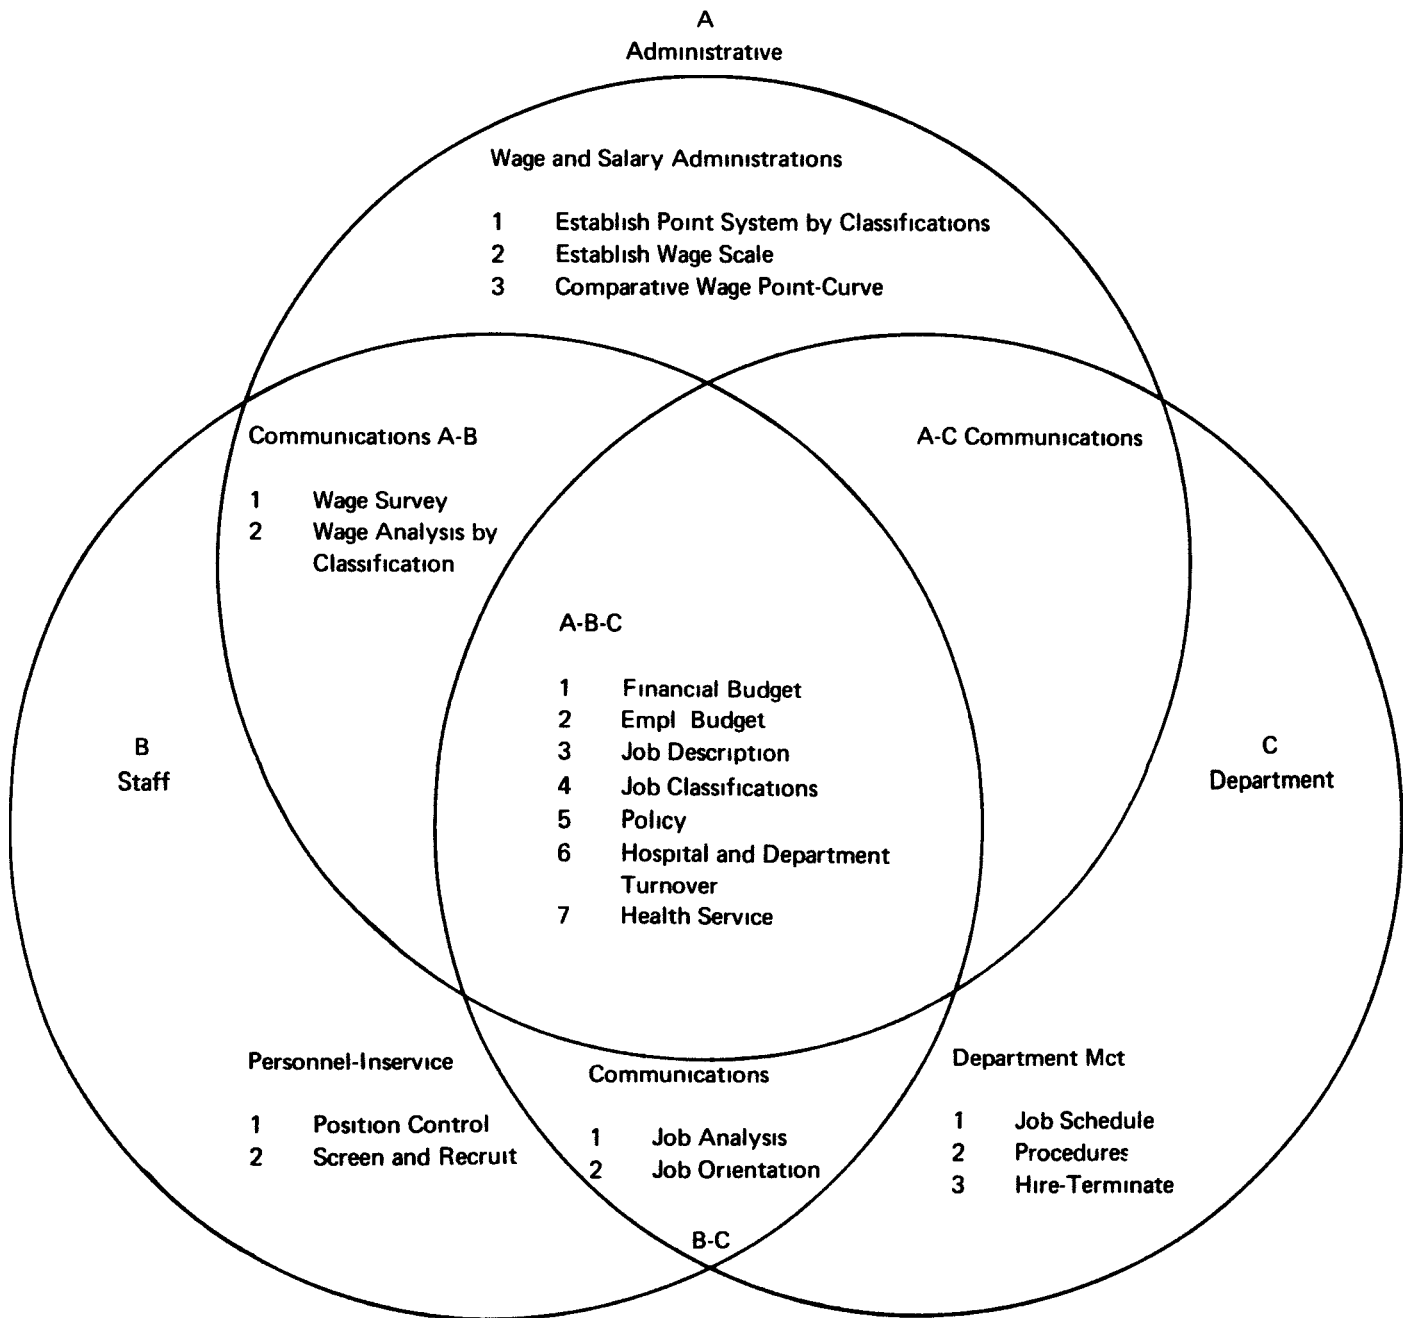 A
Administrative
Wage and Salary Administrations
1 Establish Point System by Classifications
2 Establish Wage Scale
3 Comparative Wage Point-Curve
Communications A-B
1 Wage Survey
2 Wage Analysis by
Classification
A-C Communications
A-B-C
1 Financial Budget
2 Empl Budget
3 Job Description
4 Job Classifications
5 Policy
6 Hospital and Department
Turnover
7 Health Service
B
Staff
C
Department
Personnel-Inservice
1 Position Control
2 Screen and Recruit
Communications
1 Job Analysis
2 Job Orientation
B-C
Department Mct
1 Job Schedule
2 Procedures
3 Hire-Terminate